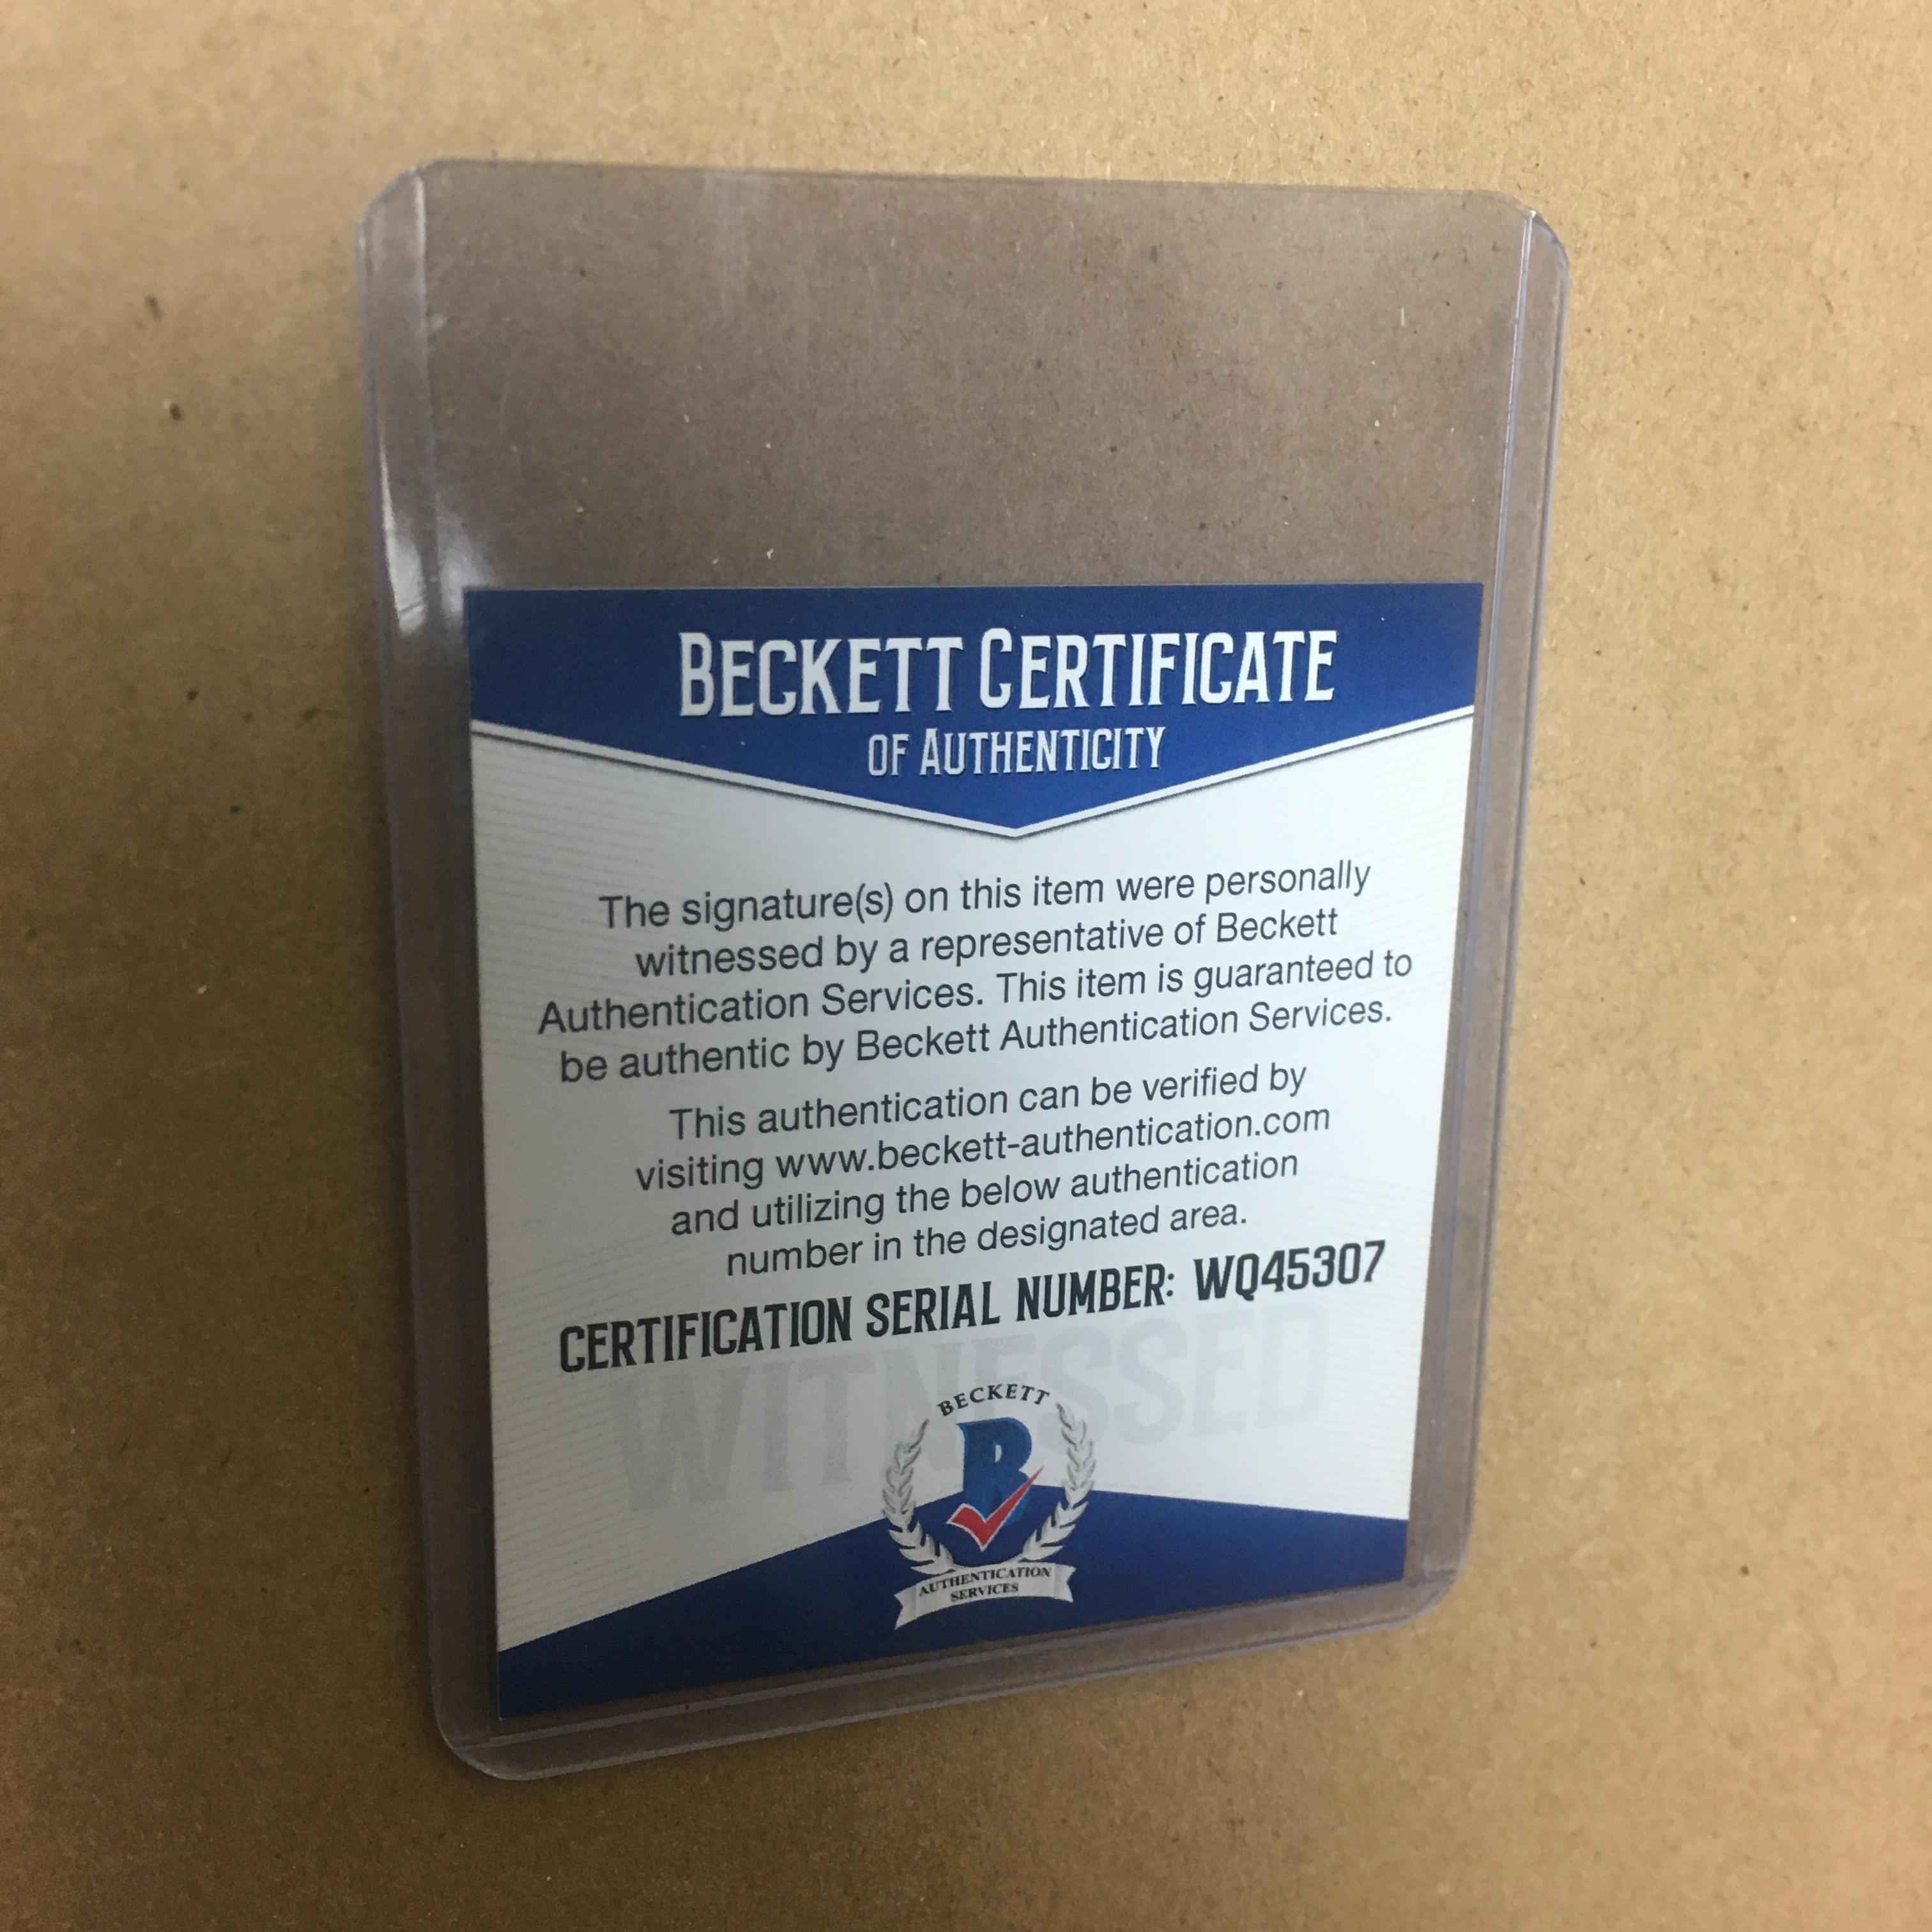 BECKETT CERTIFICATE
OF AUTHENTICITY
The signature(s) on this item were personally
witnessed by a representative of Beckett
Authentication Services. This item is guaranteed to
be authentic by Beckett Authentication Services.
This authentication can be verified by
visiting www.beckett-authentication.com
and utilizing the below authentication
number in the designated area.
CERTIFICATION SERIAL NUMBER: WQ45307
WITNESSED
BECKETT
B
AUTHENTICATION
SERVICES